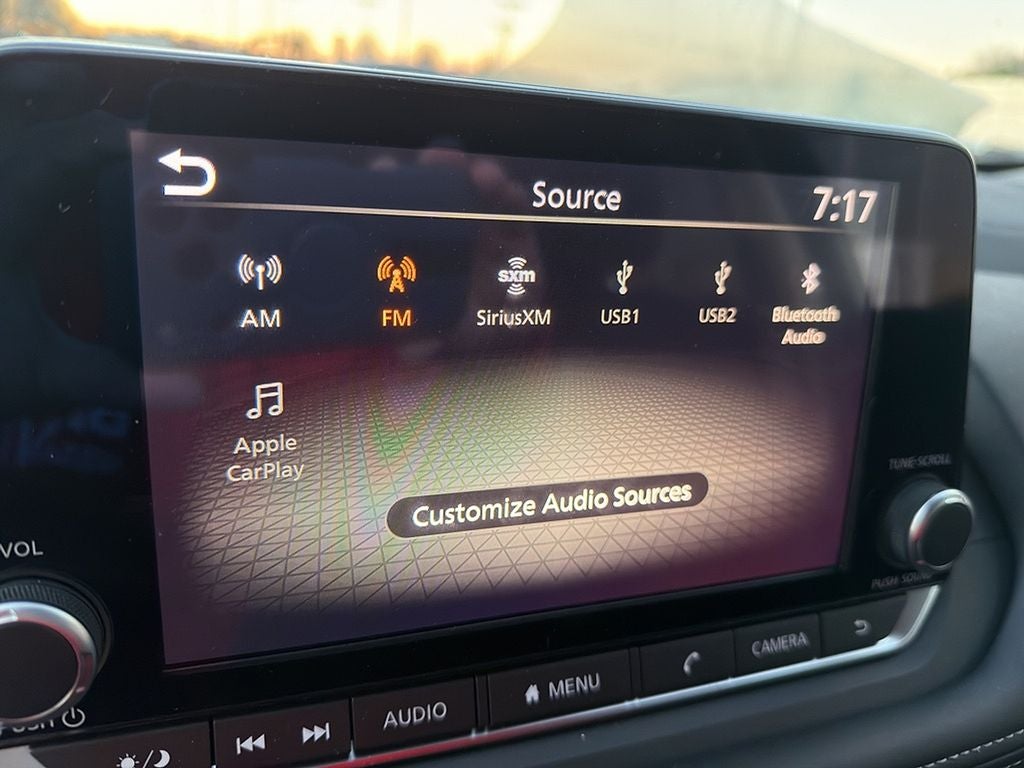 Source
7:17
AM
FM
sxm
SiriusXM
USB1
USB2
Bluetooth
Audio
Apple
CarPlay
Customize Audio Sources
TUNE·SCROLL
VOL
PUSH SOUND
PUSH
AUDIO
MENU
CAMERA